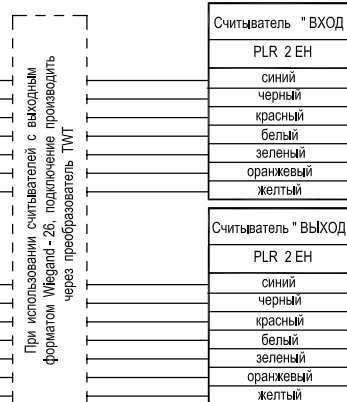 При использовании считывателей с выходным
форматом Wiegand - 26, подключение производить
через преобразователь TWT
Считыватель " ВХОД
PLR 2 EH
синий
черный
красный
белый
зеленый
оранжевый
желтый
Считыватель " ВЫХОД
PLR 2 EH
синий
черный
красный
белый
зеленый
оранжевый
желтый